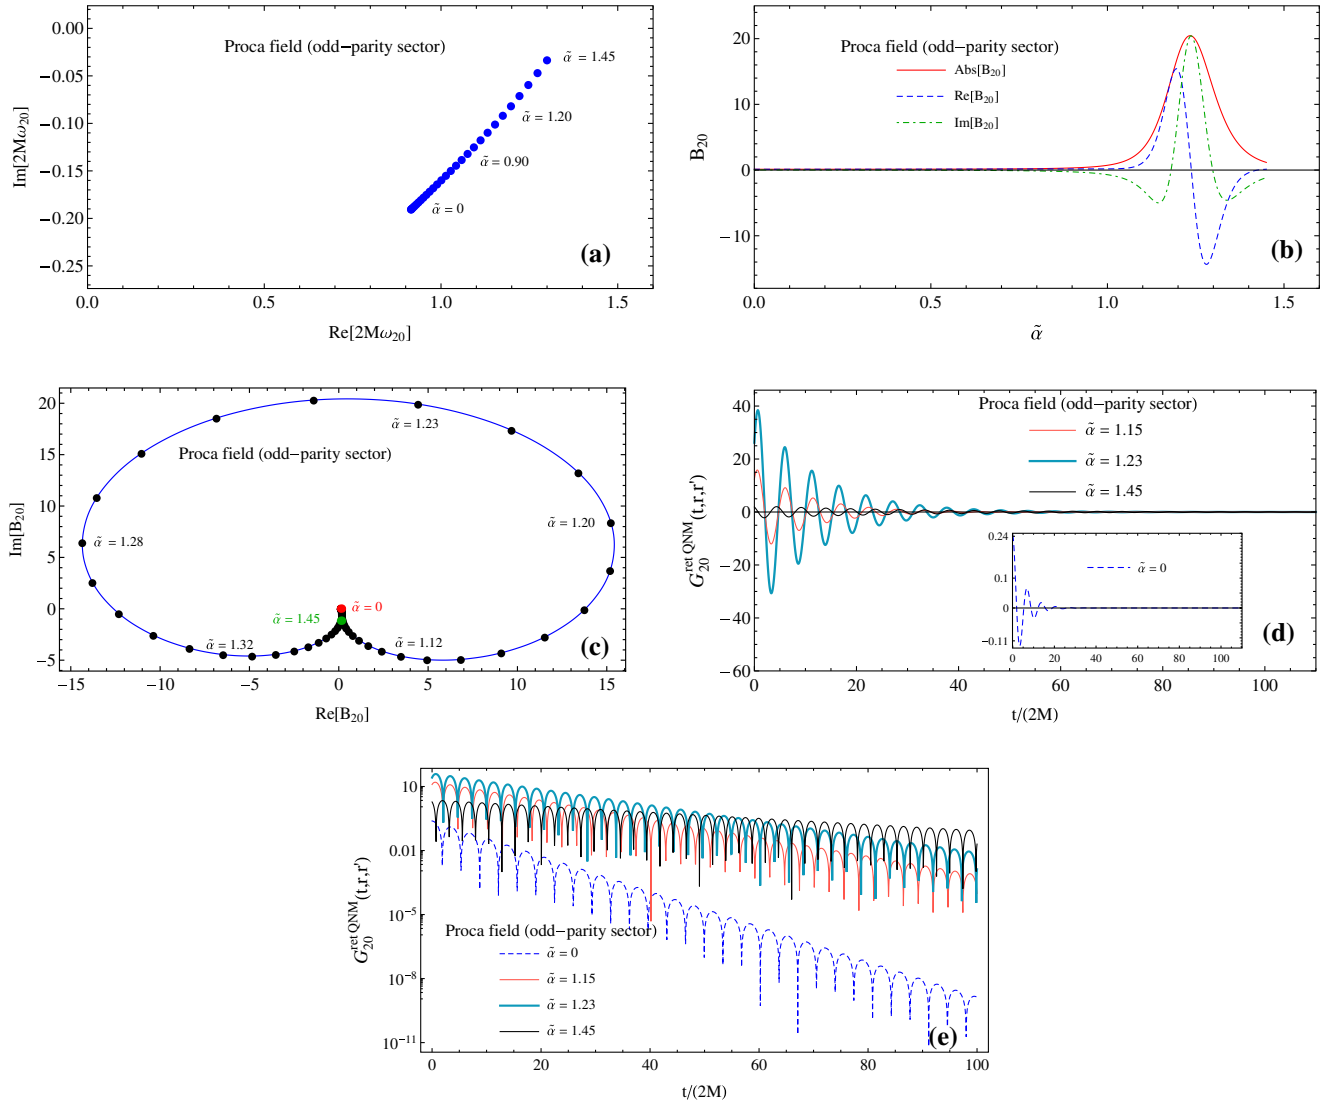 0.00
−0.05
−0.10
−0.15
−0.20
−0.25
Im[2Mω₂₀]
Proca field (odd−parity sector)
α̃ = 1.45
α̃ = 1.20
α̃ = 0.90
α̃ = 0
(a)
0.0 0.5 1.0 1.5
Re[2Mω₂₀]
20
10
0
−10
B₂₀
Proca field (odd−parity sector)
Abs[B₂₀]
Re[B₂₀]
Im[B₂₀]
(b)
0.0 0.5 1.0 1.5
α̃
20
15
10
5
0
−5
Im[B₂₀]
α̃ = 1.23
Proca field (odd−parity sector)
α̃ = 1.20
α̃ = 1.28
α̃ = 0
α̃ = 1.45
α̃ = 1.32
α̃ = 1.12
(c)
−15 −10 −5 0 5 10 15
Re[B₂₀]
40
20
0
−20
−40
−60
G₂₀^ret QNM(t,r,r')
Proca field (odd−parity sector)
α̃ = 1.15
α̃ = 1.23
α̃ = 1.45
0.24
0.1
0
−0.11
α̃ = 0
0 20 40 60 80 100
(d)
0 20 40 60 80 100
t/(2M)
10
0.01
10⁻⁵
10⁻⁸
10⁻¹¹
G₂₀^ret QNM(t,r,r')
Proca field (odd−parity sector)
α̃ = 0
α̃ = 1.15
α̃ = 1.23
α̃ = 1.45
(e)
0 20 40 60 80 100
t/(2M)